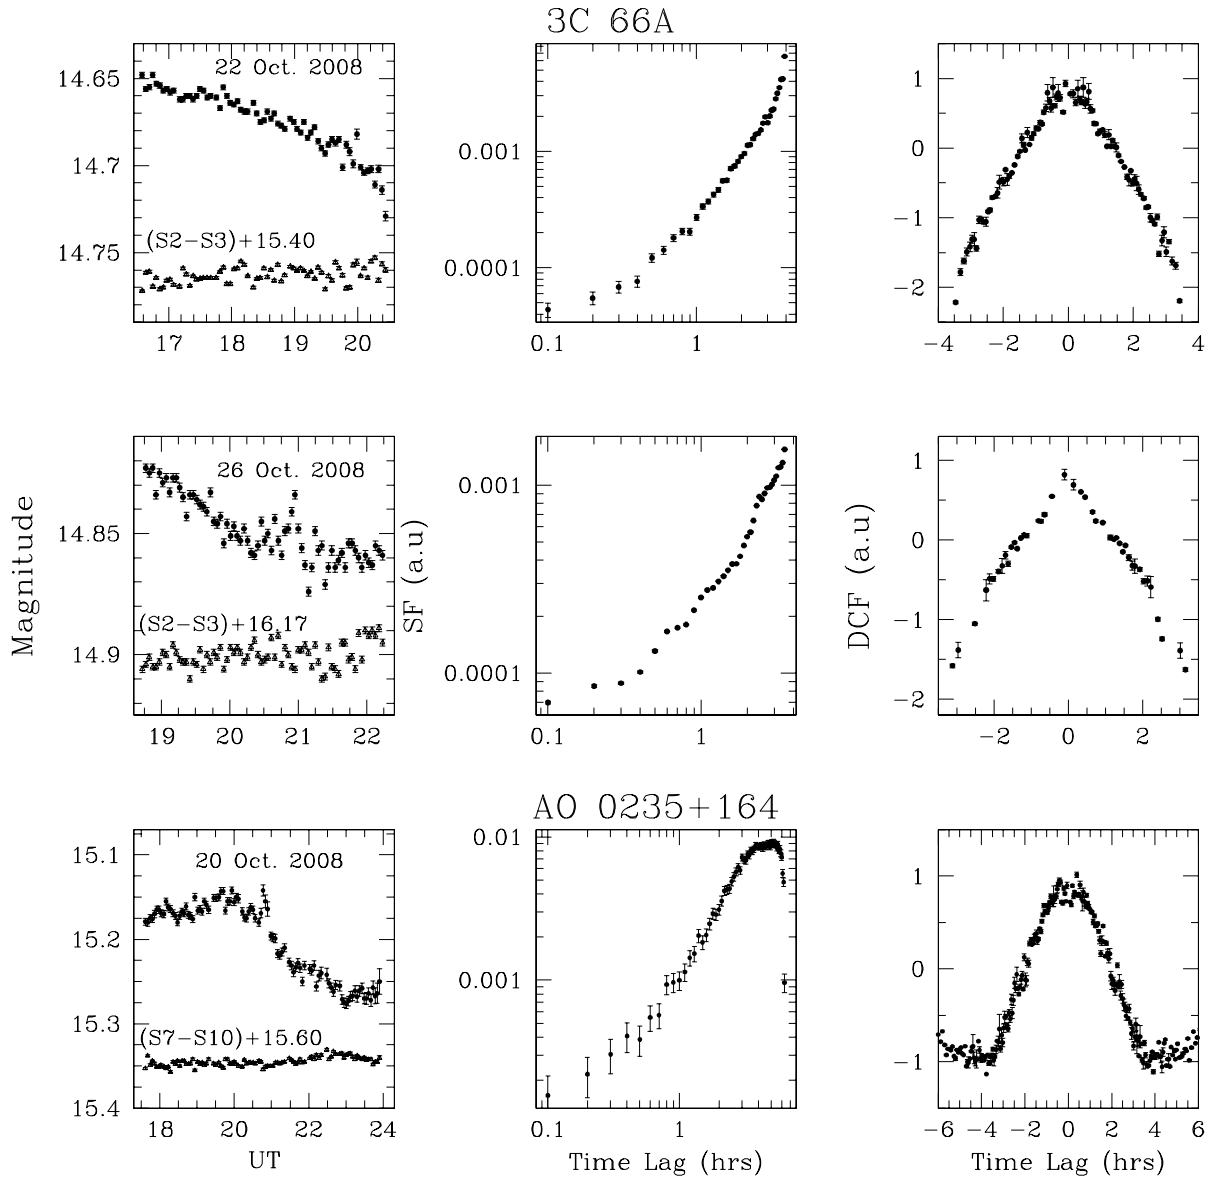 3C 66A
22 Oct. 2008
14.65
14.7
14.75
(S2−S3)+15.40
17 18 19 20
0.001
0.0001
0.1 1
1
0
−1
−2
−4 −2 0 2 4
26 Oct. 2008
14.85
14.9
(S2−S3)+16.17
19 20 21 22
Magnitude
SF (a.u)
0.001
0.0001
0.1 1
DCF (a.u)
1
0
−1
−2
−2 0 2
AO 0235+164
20 Oct. 2008
15.1
15.2
15.3
15.4
(S7−S10)+15.60
18 20 22 24
UT
0.01
0.001
0.1 1
Time Lag (hrs)
1
0
−1
−6 −4 −2 0 2 4 6
Time Lag (hrs)